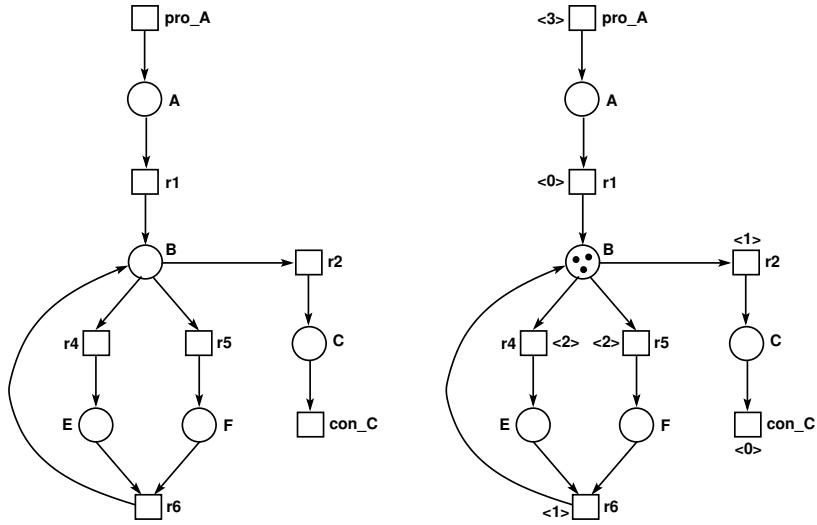 pro_A
<3> pro_A
A
A
r1
<0> r1
B
B
<1>
r2
r2
r4
r5
C
r4 <2> <2> r5
C
E
F
con_C
E
F
con_C
<0>
r6
<1> r6